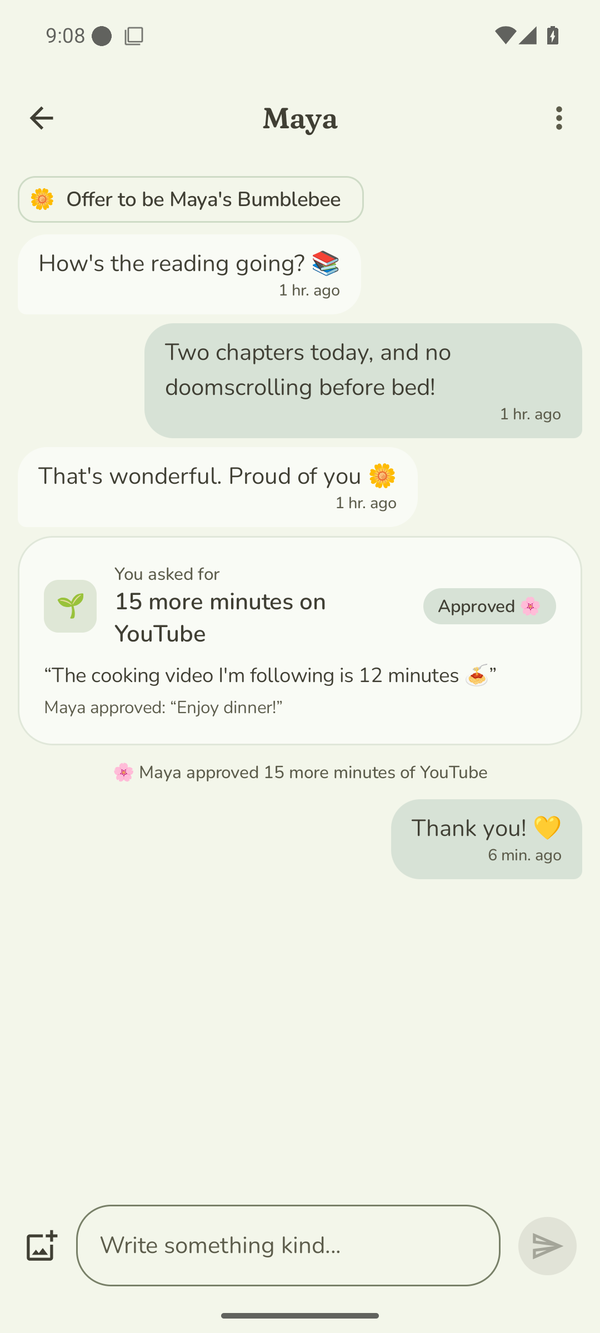 9:08
Maya
🌼 Offer to be Maya's Bumblebee
How's the reading going? 📚
1 hr. ago
Two chapters today, and no
doomscrolling before bed!
1 hr. ago
That's wonderful. Proud of you 🌼
1 hr. ago
You asked for
15 more minutes on
YouTube
Approved 🌸
“The cooking video I'm following is 12 minutes 🍝”
Maya approved: “Enjoy dinner!”
🌸 Maya approved 15 more minutes of YouTube
Thank you! 💛
6 min. ago
Write something kind...